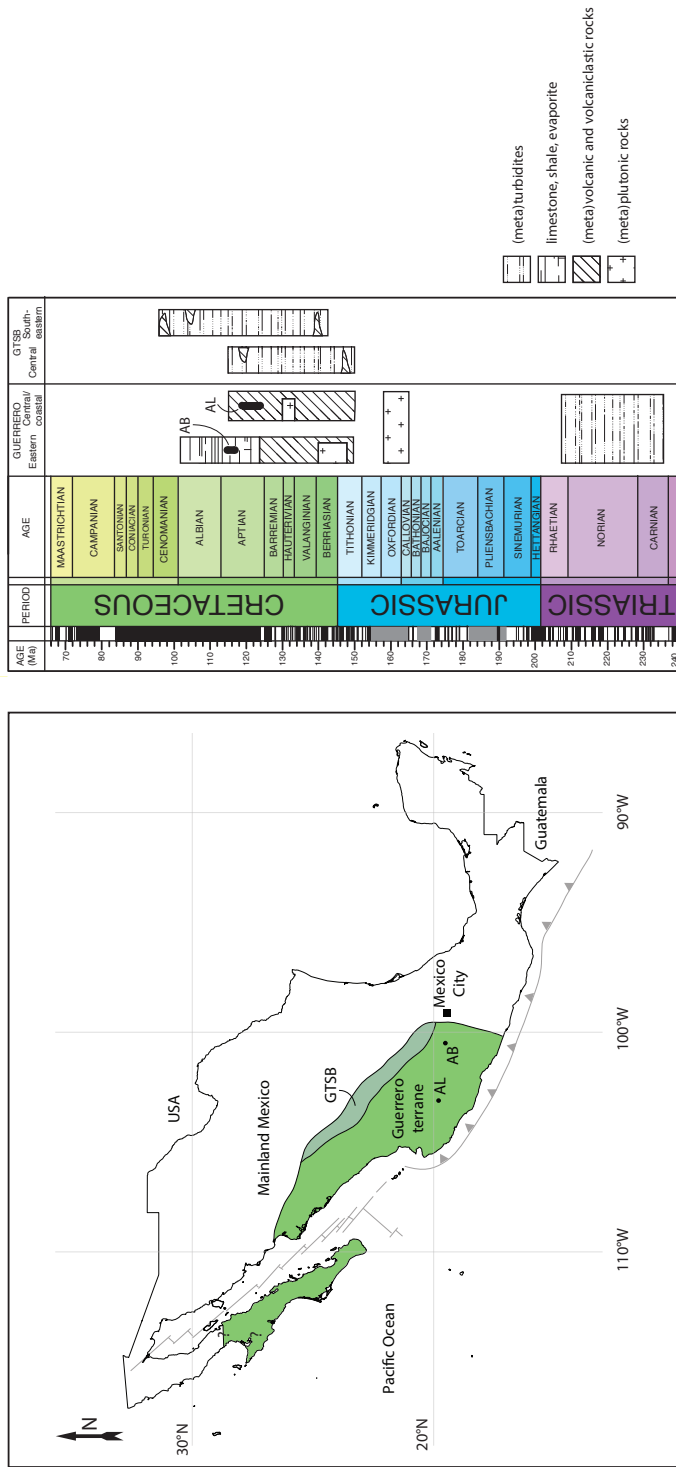 N
30°N
20°N
110°W
100°W
90°W
USA
Mainland Mexico
GTSB
Guerrero
terrane
AL
AB
Mexico
City
Pacific Ocean
Guatemala
?
?
AGE
(Ma)
PERIOD
AGE
GUERRERO
Eastern
Central/
coastal
GTSB
Central
South-
eastern
70
80
90
100
110
120
130
140
150
160
170
180
190
200
210
220
230
240
CRETACEOUS
JURASSIC
TRIASSIC
MAASTRICHTIAN
CAMPANIAN
SANTONIAN
CONIACIAN
TURONIAN
CENOMANIAN
ALBIAN
APTIAN
BARREMIAN
HAUTERIVIAN
VALANGINIAN
BERRIASIAN
TITHONIAN
KIMMERIDGIAN
OXFORDIAN
CALLOVIAN
BATHONIAN
BAJOCIAN
AALENIAN
TOARCIAN
PLIENSBACHIAN
SINEMURIAN
HETTANGIAN
RHAETIAN
NORIAN
CARNIAN
AB
AL
(meta)turbidites
limestone, shale, evaporite
(meta)volcanic and volcaniclastic rocks
(meta)plutonic rocks